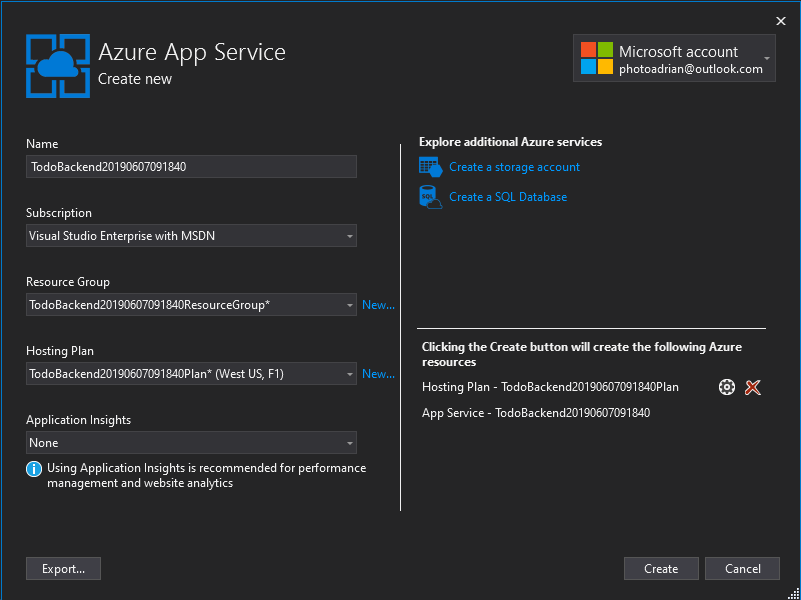 Azure App Service
Create new
Microsoft account
photoadrian@outlook.com
Name
TodoBackend20190607091840
Subscription
Visual Studio Enterprise with MSDN
Resource Group
TodoBackend20190607091840ResourceGroup*
New...
Hosting Plan
TodoBackend20190607091840Plan* (West US, F1)
New...
Application Insights
None
Using Application Insights is recommended for performance
management and website analytics
Explore additional Azure services
Create a storage account
SQL
Create a SQL Database
Clicking the Create button will create the following Azure
resources
Hosting Plan - TodoBackend20190607091840Plan
App Service - TodoBackend20190607091840
Export...
Create
Cancel